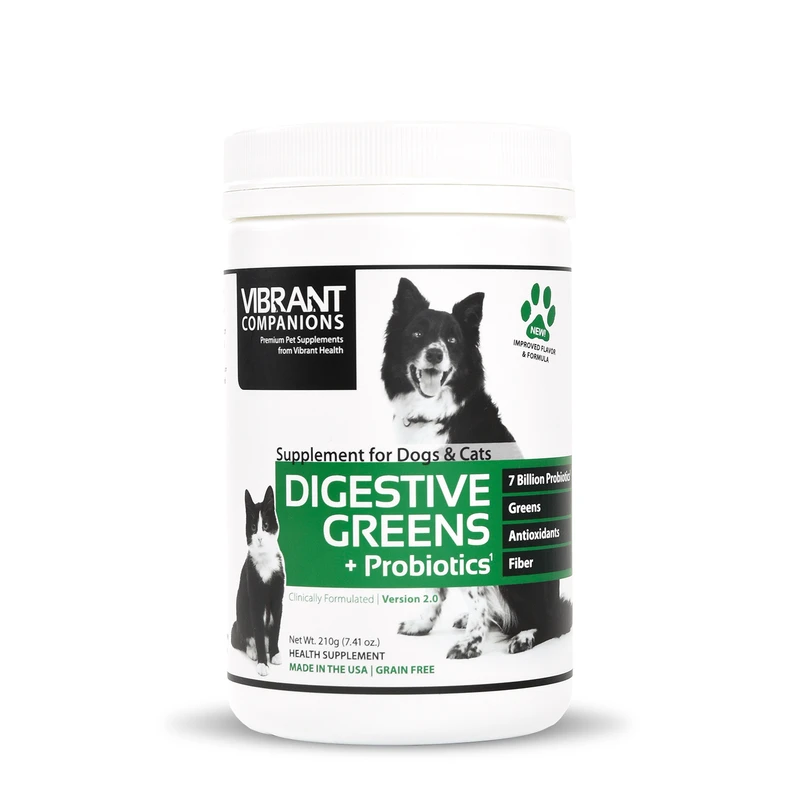 VIBRANT
COMPANIONS
Premium Pet Supplements
from Vibrant Health
NEW!
IMPROVED FLAVOR
& FORMULA
Supplement for Dogs & Cats
DIGESTIVE
GREENS
+ Probiotics¹
7 Billion Probiotics
Greens
Antioxidants
Fiber
Clinically Formulated | Version 2.0
Net Wt. 210g (7.41 oz.)
HEALTH SUPPLEMENT
MADE IN THE USA | GRAIN FREE